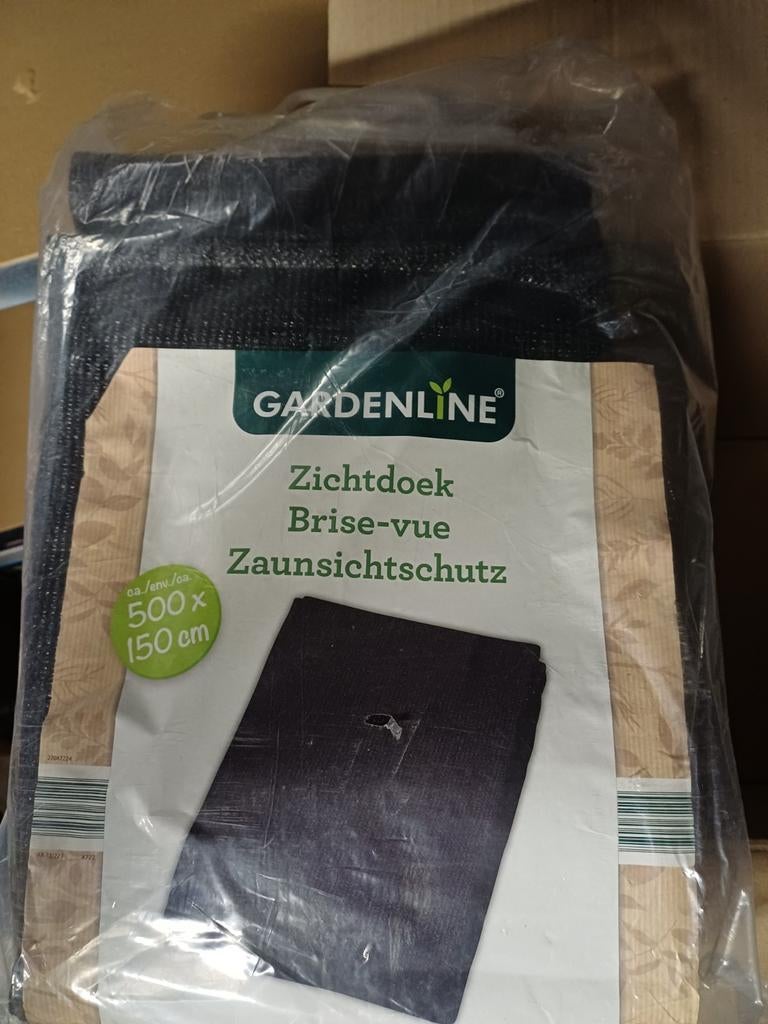 GARDENLINE®
Zichtdoek
Brise-vue
Zaunsichtschutz
ca./env./ca.
500 x
150 cm